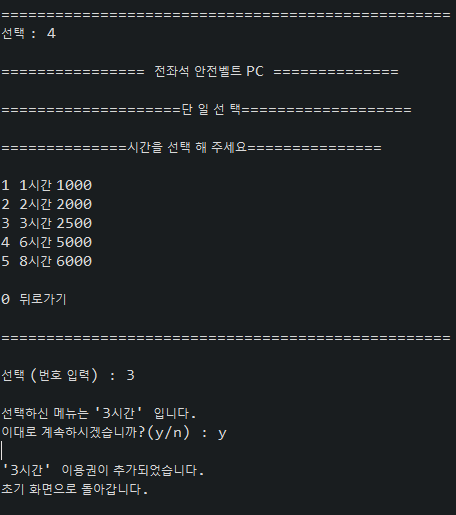 ==================================================
선택 : 4
================ 전좌석 안전벨트 PC ==============
====================단 일 선 택===================
==============시간을 선택 해 주세요===============
1 1시간 1000
2 2시간 2000
3 3시간 2500
4 6시간 5000
5 8시간 6000
0 뒤로가기
==================================================
선택 (번호 입력) : 3
선택하신 메뉴는 '3시간' 입니다.
이대로 계속하시겠습니까?(y/n) : y
'3시간' 이용권이 추가되었습니다.
초기 화면으로 돌아갑니다.